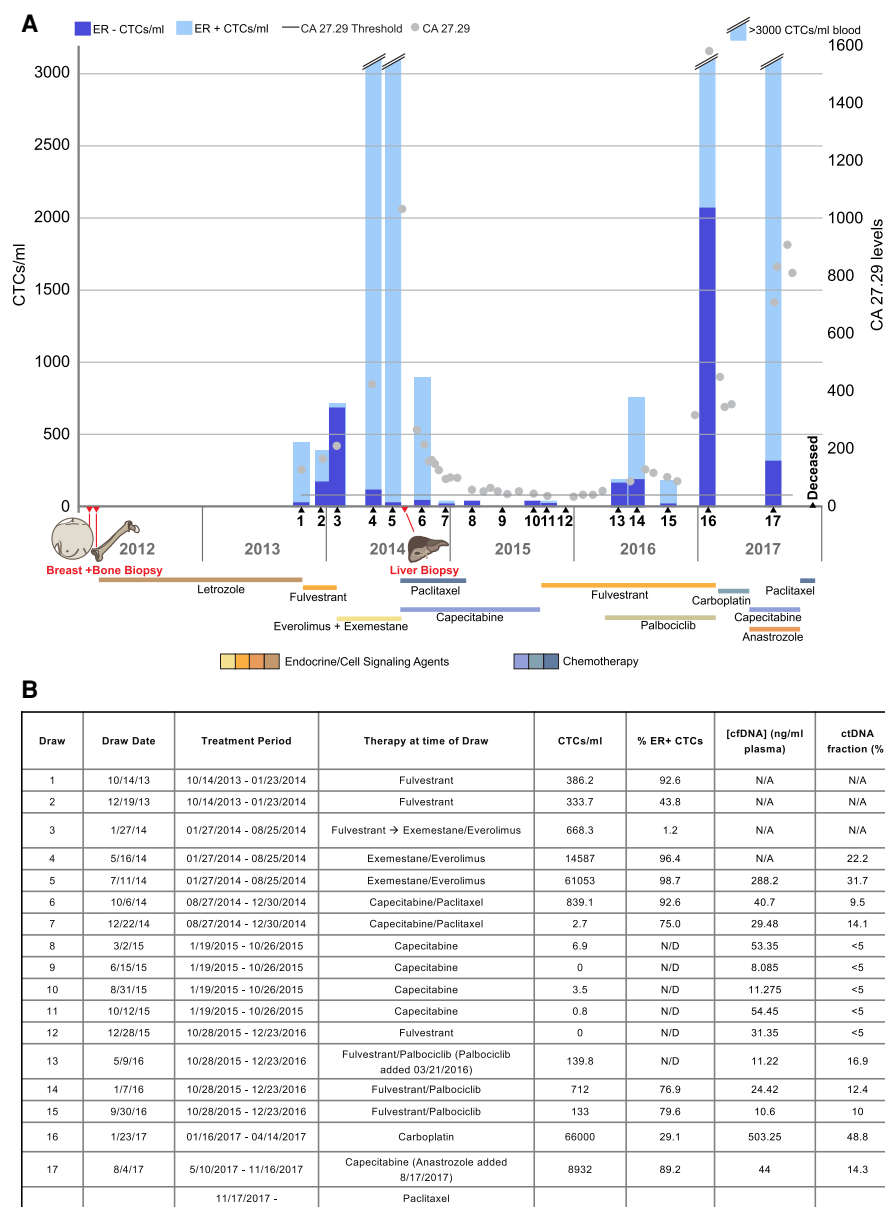 A
ER - CTCs/ml ER + CTCs/ml CA 27.29 Threshold CA 27.29 >3000 CTCs/ml blood
3000
2500
2000
1500
1000
500
0
CTCs/ml
1600
1400
1200
1000
800
600
400
200
0
CA 27.29 levels
Deceased
1 2 3 4 5 6 7 8 9 10 11 12 13 14 15 16 17
2012 2013 2014 2015 2016 2017
Breast +Bone Biopsy
Liver Biopsy
Letrozole
Fulvestrant
Everolimus + Exemestane
Paclitaxel
Capecitabine
Fulvestrant
Palbociclib
Carboplatin
Paclitaxel
Capecitabine
Anastrozole
Endocrine/Cell Signaling Agents Chemotherapy
B
Draw Draw Date Treatment Period Therapy at time of Draw CTCs/ml % ER+ CTCs [cfDNA] (ng/ml plasma) ctDNA fraction (%
1 10/14/13 10/14/2013 - 01/23/2014 Fulvestrant 386.2 92.6 N/A N/A
2 12/19/13 10/14/2013 - 01/23/2014 Fulvestrant 333.7 43.8 N/A N/A
3 1/27/14 01/27/2014 - 08/25/2014 Fulvestrant → Exemestane/Everolimus 668.3 1.2 N/A N/A
4 5/16/14 01/27/2014 - 08/25/2014 Exemestane/Everolimus 14587 96.4 N/A 22.2
5 7/11/14 01/27/2014 - 08/25/2014 Exemestane/Everolimus 61053 98.7 288.2 31.7
6 10/6/14 08/27/2014 - 12/30/2014 Capecitabine/Paclitaxel 839.1 92.6 40.7 9.5
7 12/22/14 08/27/2014 - 12/30/2014 Capecitabine/Paclitaxel 2.7 75.0 29.48 14.1
8 3/2/15 1/19/2015 - 10/26/2015 Capecitabine 6.9 N/D 53.35 <5
9 6/15/15 1/19/2015 - 10/26/2015 Capecitabine 0 N/D 8.085 <5
10 8/31/15 1/19/2015 - 10/26/2015 Capecitabine 3.5 N/D 11.275 <5
11 10/12/15 1/19/2015 - 10/26/2015 Capecitabine 0.8 N/D 54.45 <5
12 12/28/15 10/28/2015 - 12/23/2016 Fulvestrant 0 N/D 31.35 <5
13 5/9/16 10/28/2015 - 12/23/2016 Fulvestrant/Palbociclib (Palbociclib added 03/21/2016) 139.8 N/D 11.22 16.9
14 1/7/16 10/28/2015 - 12/23/2016 Fulvestrant/Palbociclib 712 76.9 24.42 12.4
15 9/30/16 10/28/2015 - 12/23/2016 Fulvestrant/Palbociclib 133 79.6 10.6 10
16 1/23/17 01/16/2017 - 04/14/2017 Carboplatin 66000 29.1 503.25 48.8
17 8/4/17 5/10/2017 - 11/16/2017 Capecitabine (Anastrozole added 8/17/2017) 8932 89.2 44 14.3
11/17/2017 - Paclitaxel